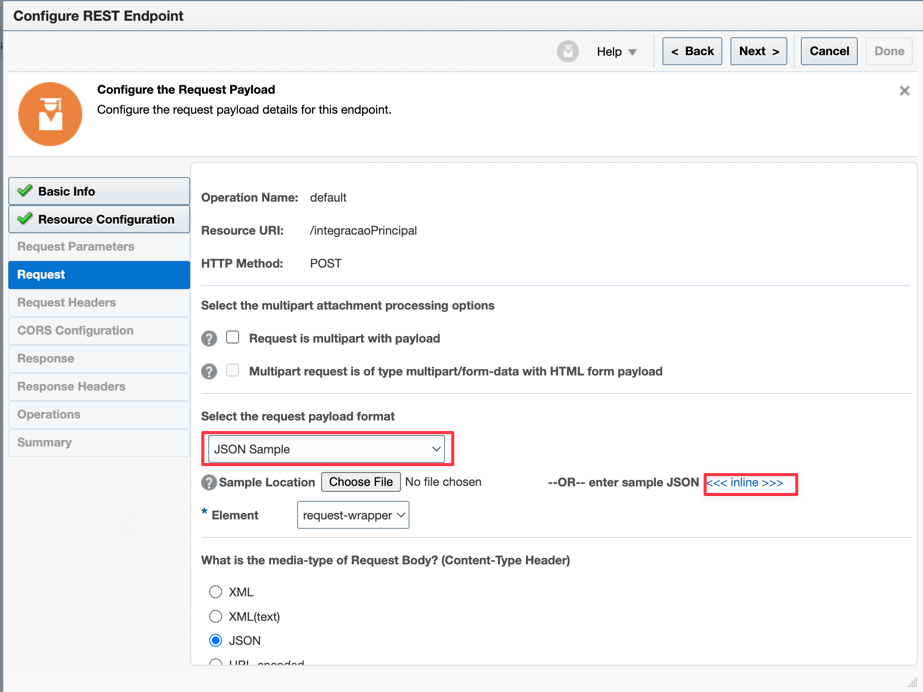 Configure REST Endpoint
Help
< Back
Next >
Cancel
Done
Configure the Request Payload
Configure the request payload details for this endpoint.
Basic Info
Resource Configuration
Request Parameters
Request
Request Headers
CORS Configuration
Response
Response Headers
Operations
Summary
Operation Name: default
Resource URI: /integracaoPrincipal
HTTP Method: POST
Select the multipart attachment processing options
? Request is multipart with payload
? Multipart request is of type multipart/form-data with HTML form payload
Select the request payload format
JSON Sample
? Sample Location Choose File No file chosen --OR-- enter sample JSON <<< inline >>>
* Element request-wrapper
What is the media-type of Request Body? (Content-Type Header)
XML
XML(text)
JSON
URL-encoded